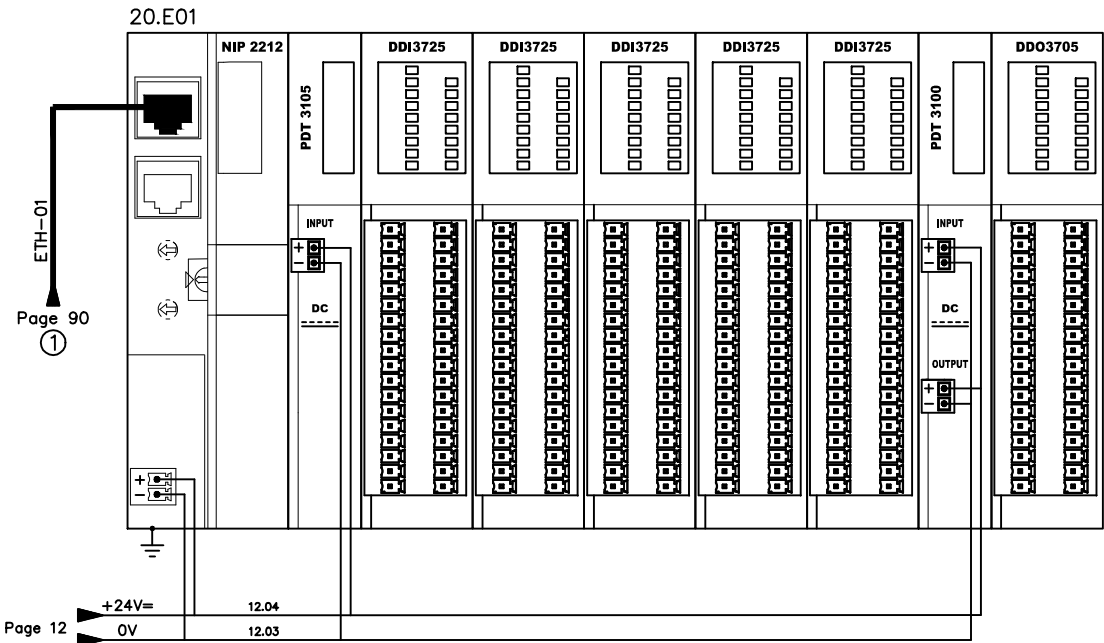 20.E01
NIP 2212
PDT 3105
DDI3725
DDI3725
DDI3725
DDI3725
DDI3725
PDT 3100
DDO3705
ETH-01
Page 90
1
INPUT
+
-
DC
INPUT
+
-
DC
OUTPUT
+
-
+
-
Page 12
+24V=
12.04
0V
12.03